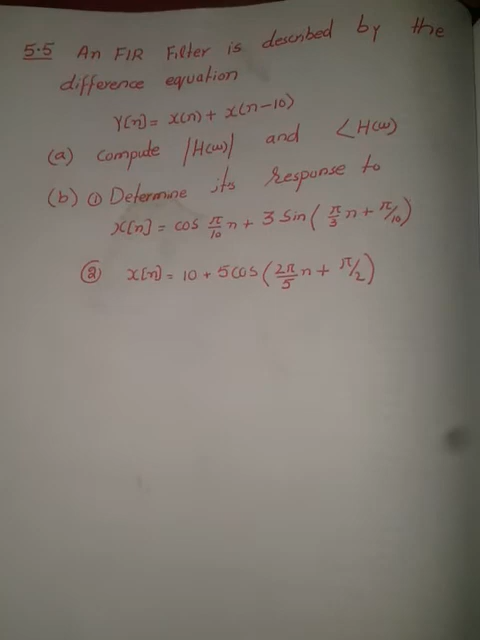 5.5 An FIR Filter is described by the
difference equation
Y[n] = x(n) + x(n-10)
(a) Compute |H(ω)| and ∠H(ω)
(b) ① Determine its response to
x[n] = cos π/10 n + 3 Sin(π/3 n + π/10)
② x[n] = 10 + 5 cos(2π/5 n + π/2)